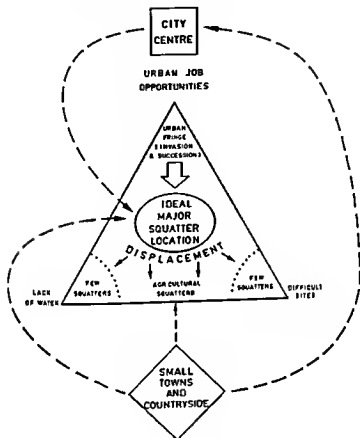 CITY
CENTRE
URBAN JOB
OPPORTUNITIES
URBAN
FRINGE
(INVASION
& SUCCESSION)
IDEAL
MAJOR
SQUATTER
LOCATION
DISPLACEMENT
FEW
SQUATTERS
AGRICULTURAL
SQUATTERS
FEW
SQUATTERS
LACK
OF WATER
DIFFICULT
SITES
SMALL
TOWNS
AND
COUNTRYSIDE